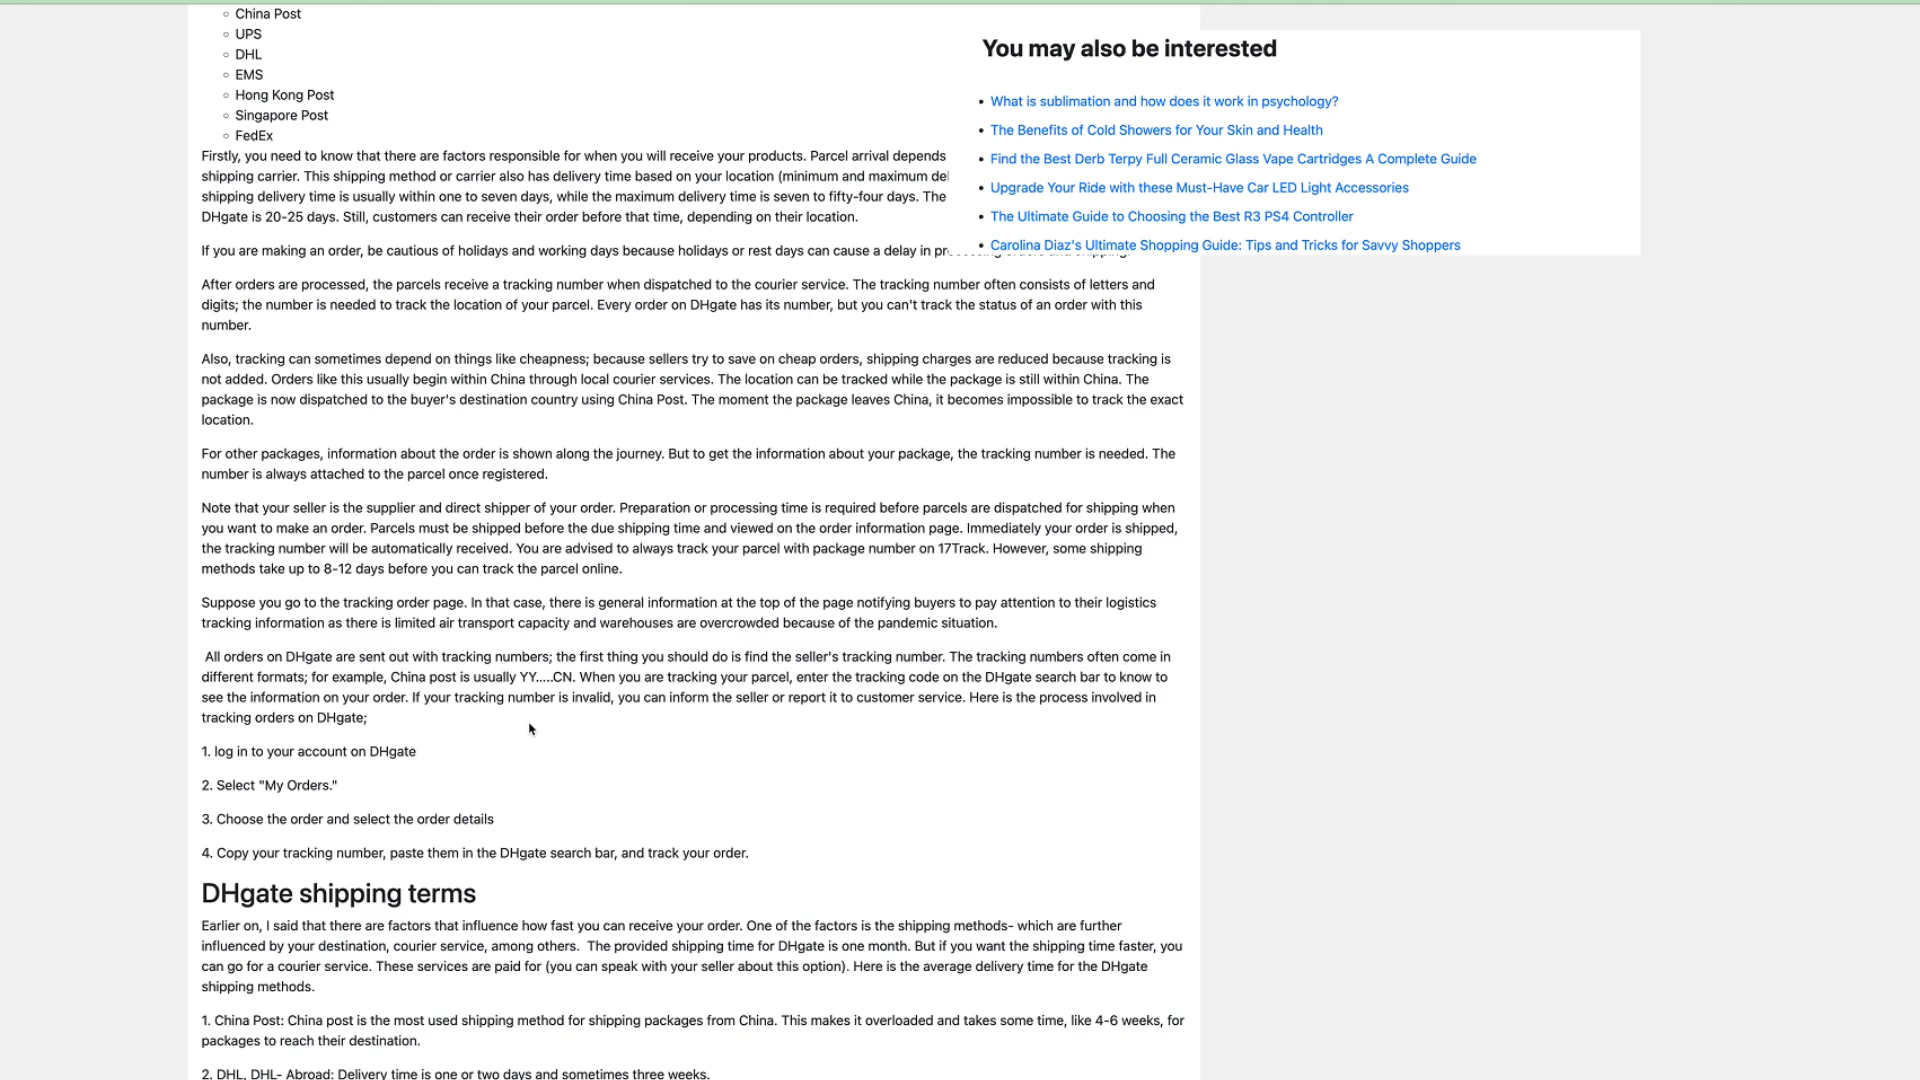 China Post
UPS
DHL
EMS
Hong Kong Post
Singapore Post
FedEx
Firstly, you need to know that there are factors responsible for when you will receive your products. Parcel arrival depends
shipping carrier. This shipping method or carrier also has delivery time based on your location (minimum and maximum del
shipping delivery time is usually within one to seven days, while the maximum delivery time is seven to fifty-four days. The
DHgate is 20-25 days. Still, customers can receive their order before that time, depending on their location.
If you are making an order, be cautious of holidays and working days because holidays or rest days can cause a delay in processing orders and shipping.
After orders are processed, the parcels receive a tracking number when dispatched to the courier service. The tracking number often consists of letters and
digits; the number is needed to track the location of your parcel. Every order on DHgate has its number, but you can't track the status of an order with this
number.
Also, tracking can sometimes depend on things like cheapness; because sellers try to save on cheap orders, shipping charges are reduced because tracking is
not added. Orders like this usually begin within China through local courier services. The location can be tracked while the package is still within China. The
package is now dispatched to the buyer's destination country using China Post. The moment the package leaves China, it becomes impossible to track the exact
location.
For other packages, information about the order is shown along the journey. But to get the information about your package, the tracking number is needed. The
number is always attached to the parcel once registered.
Note that your seller is the supplier and direct shipper of your order. Preparation or processing time is required before parcels are dispatched for shipping when
you want to make an order. Parcels must be shipped before the due shipping time and viewed on the order information page. Immediately your order is shipped,
the tracking number will be automatically received. You are advised to always track your parcel with package number on 17Track. However, some shipping
methods take up to 8-12 days before you can track the parcel online.
Suppose you go to the tracking order page. In that case, there is general information at the top of the page notifying buyers to pay attention to their logistics
tracking information as there is limited air transport capacity and warehouses are overcrowded because of the pandemic situation.
All orders on DHgate are sent out with tracking numbers; the first thing you should do is find the seller's tracking number. The tracking numbers often come in
different formats; for example, China post is usually YY.....CN. When you are tracking your parcel, enter the tracking code on the DHgate search bar to know to
see the information on your order. If your tracking number is invalid, you can inform the seller or report it to customer service. Here is the process involved in
tracking orders on DHgate;
1. log in to your account on DHgate
2. Select "My Orders."
3. Choose the order and select the order details
4. Copy your tracking number, paste them in the DHgate search bar, and track your order.
DHgate shipping terms
Earlier on, I said that there are factors that influence how fast you can receive your order. One of the factors is the shipping methods- which are further
influenced by your destination, courier service, among others.  The provided shipping time for DHgate is one month. But if you want the shipping time faster, you
can go for a courier service. These services are paid for (you can speak with your seller about this option). Here is the average delivery time for the DHgate
shipping methods.
1. China Post: China post is the most used shipping method for shipping packages from China. This makes it overloaded and takes some time, like 4-6 weeks, for
packages to reach their destination.
2. DHL, DHL- Abroad: Delivery time is one or two days and sometimes three weeks.
You may also be interested
What is sublimation and how does it work in psychology?
The Benefits of Cold Showers for Your Skin and Health
Find the Best Derb Terpy Full Ceramic Glass Vape Cartridges A Complete Guide
Upgrade Your Ride with these Must-Have Car LED Light Accessories
The Ultimate Guide to Choosing the Best R3 PS4 Controller
Carolina Diaz's Ultimate Shopping Guide: Tips and Tricks for Savvy Shoppers